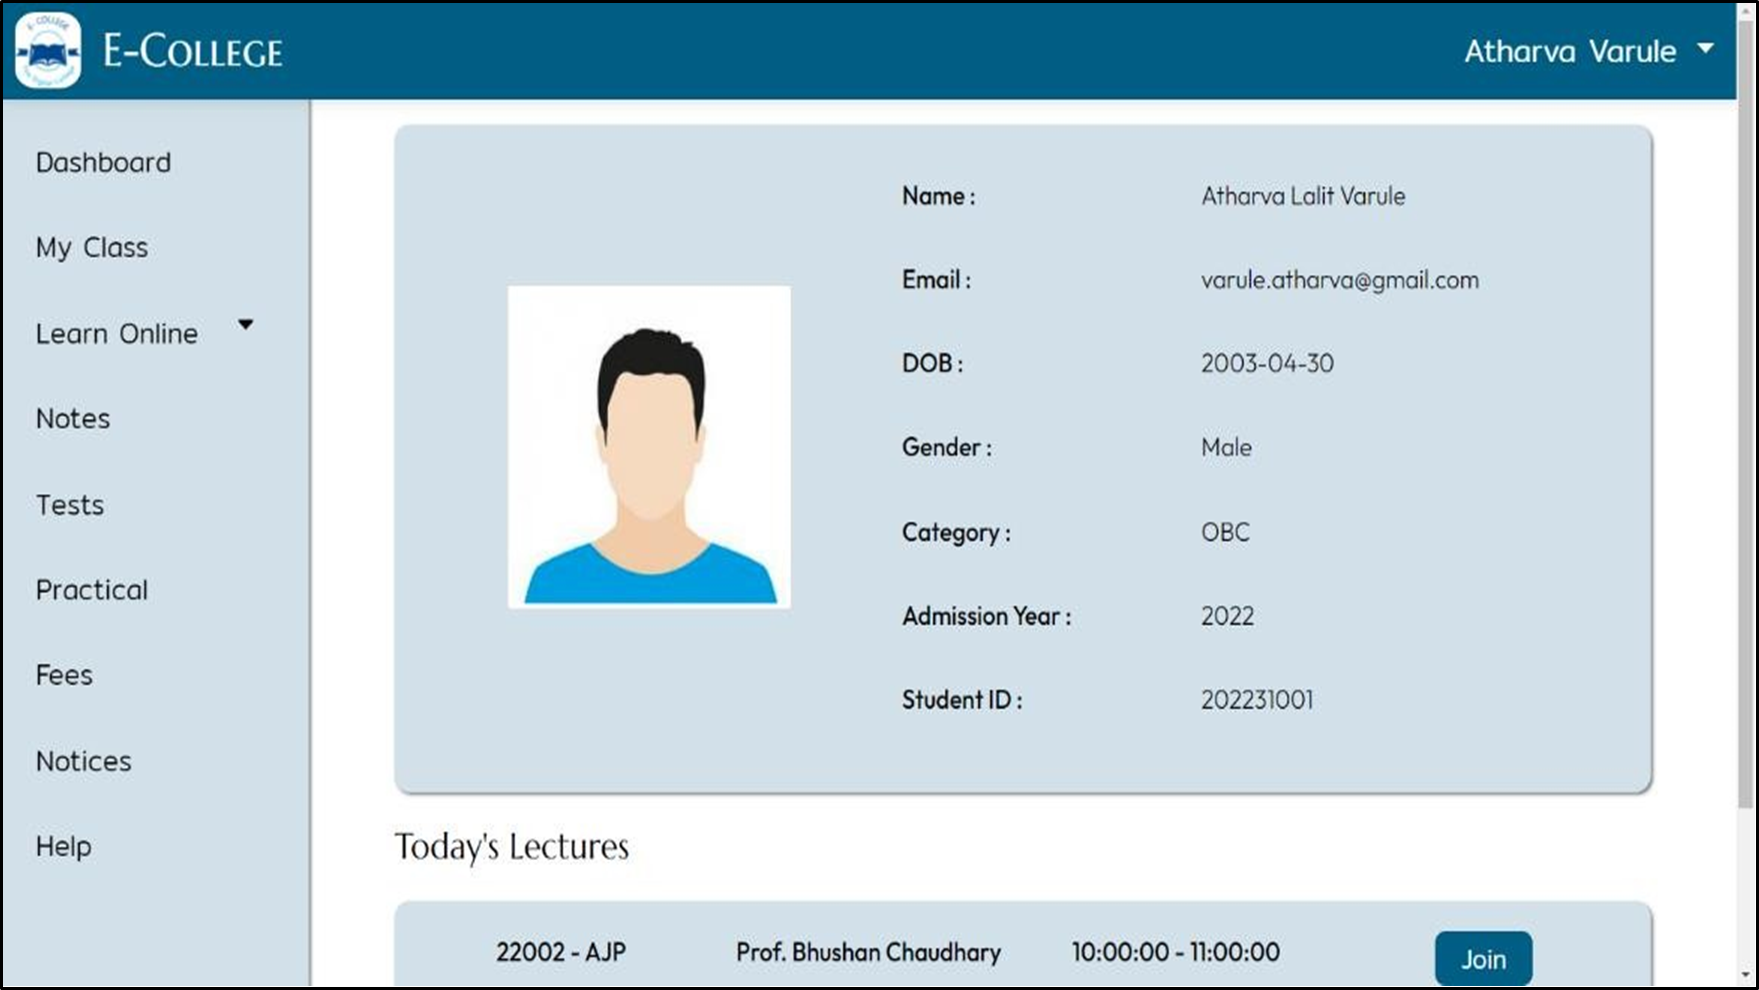 E- COLLEGE
E-COLLEGE
Atharva Varule
Dashboard
My Class
Learn Online
Notes
Tests
Practical
Fees
Notices
Help
Name : Atharva Lalit Varule
Email : varule.atharva@gmail.com
DOB : 2003-04-30
Gender : Male
Category : OBC
Admission Year : 2022
Student ID : 202231001
Today's Lectures
22002 - AJP Prof. Bhushan Chaudhary 10:00:00 - 11:00:00 Join